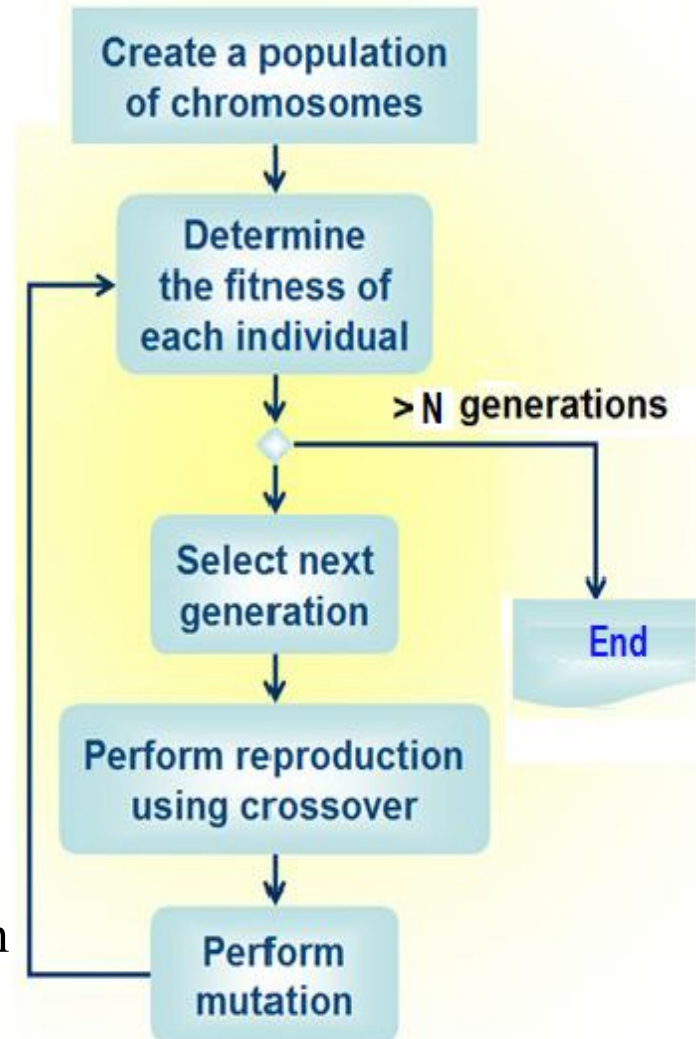 Create a population
of chromosomes
Determine
the fitness of
each individual
> N generations
Select next
generation
End
Perform reproduction
using crossover
Perform
mutation